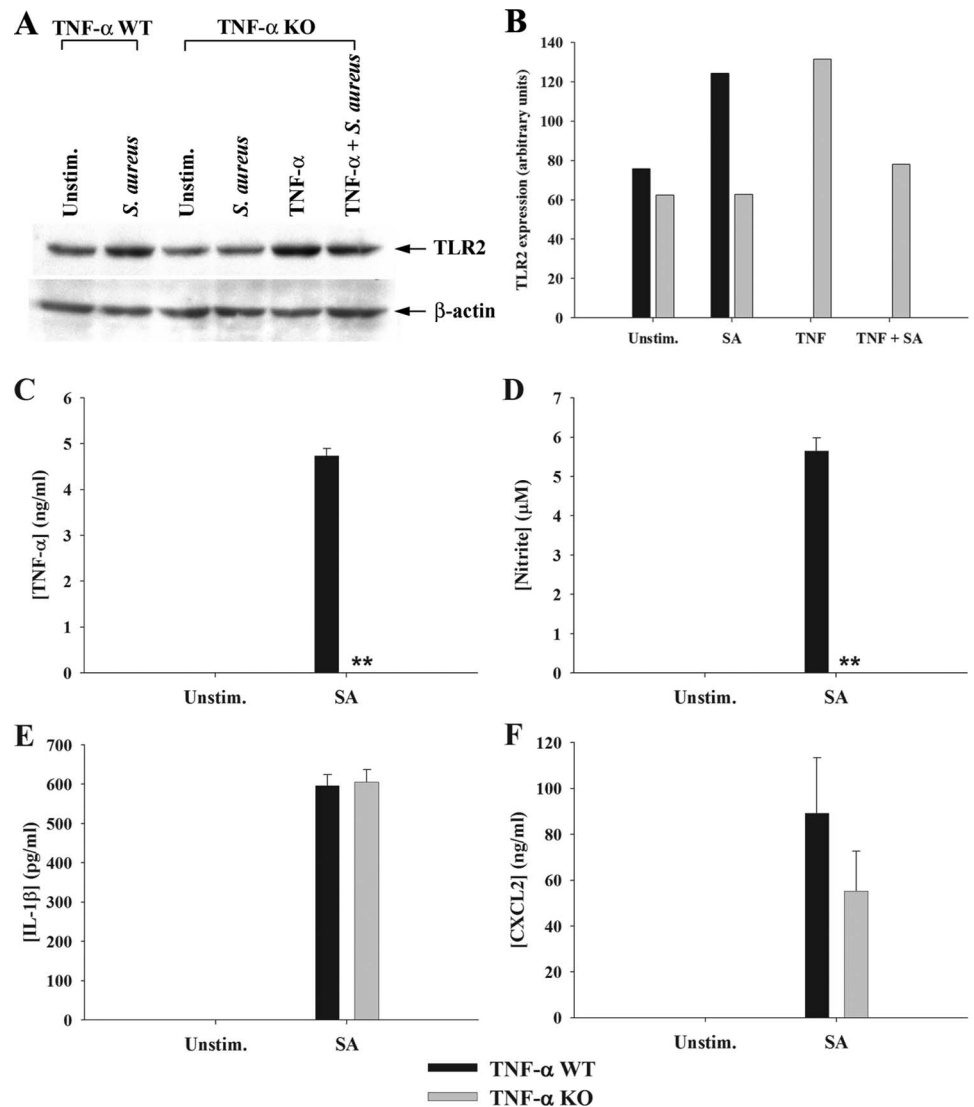 A
TNF-α WT
TNF-α KO
Unstim.
S. aureus
Unstim.
S. aureus
TNF-α
TNF-α + S. aureus
TLR2
β-actin
B
TLR2 expression (arbitrary units)
140
120
100
80
60
40
20
0
Unstim. SA TNF TNF + SA
C
[TNF-α] (ng/ml)
6
5
4
3
2
1
0
**
Unstim. SA
D
[Nitrite] (μM)
7
6
5
4
3
2
1
0
**
Unstim. SA
E
[IL-1β] (pg/ml)
700
600
500
400
300
200
100
0
Unstim. SA
F
[CXCL2] (ng/ml)
120
100
80
60
40
20
0
Unstim. SA
TNF-α WT
TNF-α KO